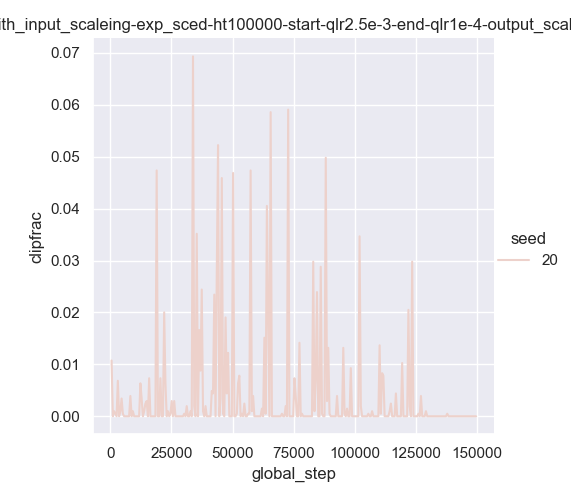 ith_input_scaleing-exp_sced-ht100000-start-qlr2.5e-3-end-qlr1e-4-output_scal
0.07
0.06
0.05
0.04
0.03
0.02
0.01
0.00
clipfrac
0 25000 50000 75000 100000 125000 150000
global_step
seed
20